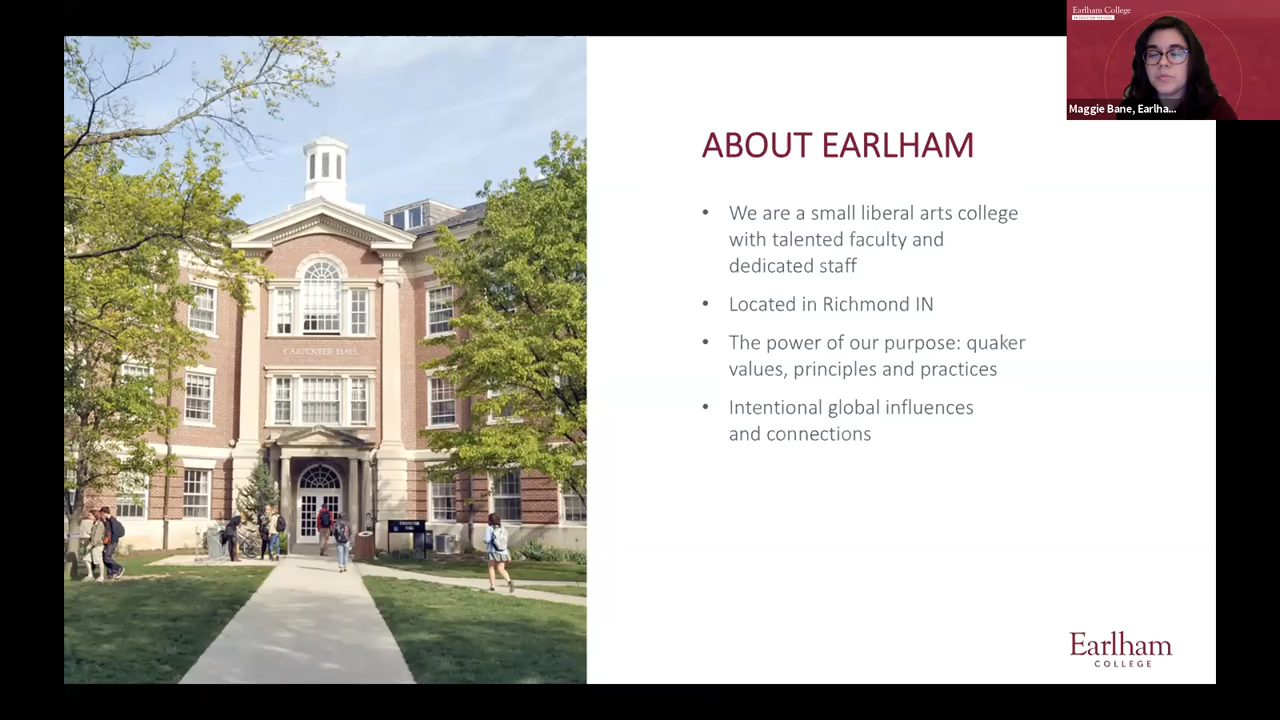 Earlham College
Maggie Bane, Earlha...
ABOUT EARLHAM
• We are a small liberal arts college
with talented faculty and
dedicated staff
• Located in Richmond IN
• The power of our purpose: quaker
values, principles and practices
• Intentional global influences
and connections
CARPENTER HALL
CARPENTER
HALL
Earlham
COLLEGE